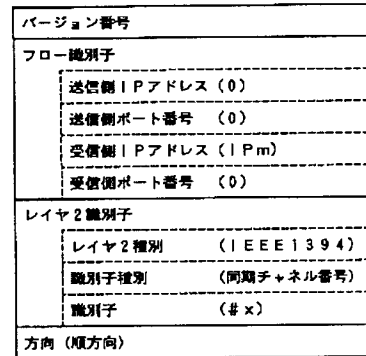 バージョン番号
フロー識別子
送信側IPアドレス (0)
送信側ポート番号 (0)
受信側IPアドレス (IPm)
受信側ポート番号 (0)
レイヤ2識別子
レイヤ2種別 (IEEE1394)
識別子種別 (同期チャネル番号)
識別子 (#x)
方向 (順方向)